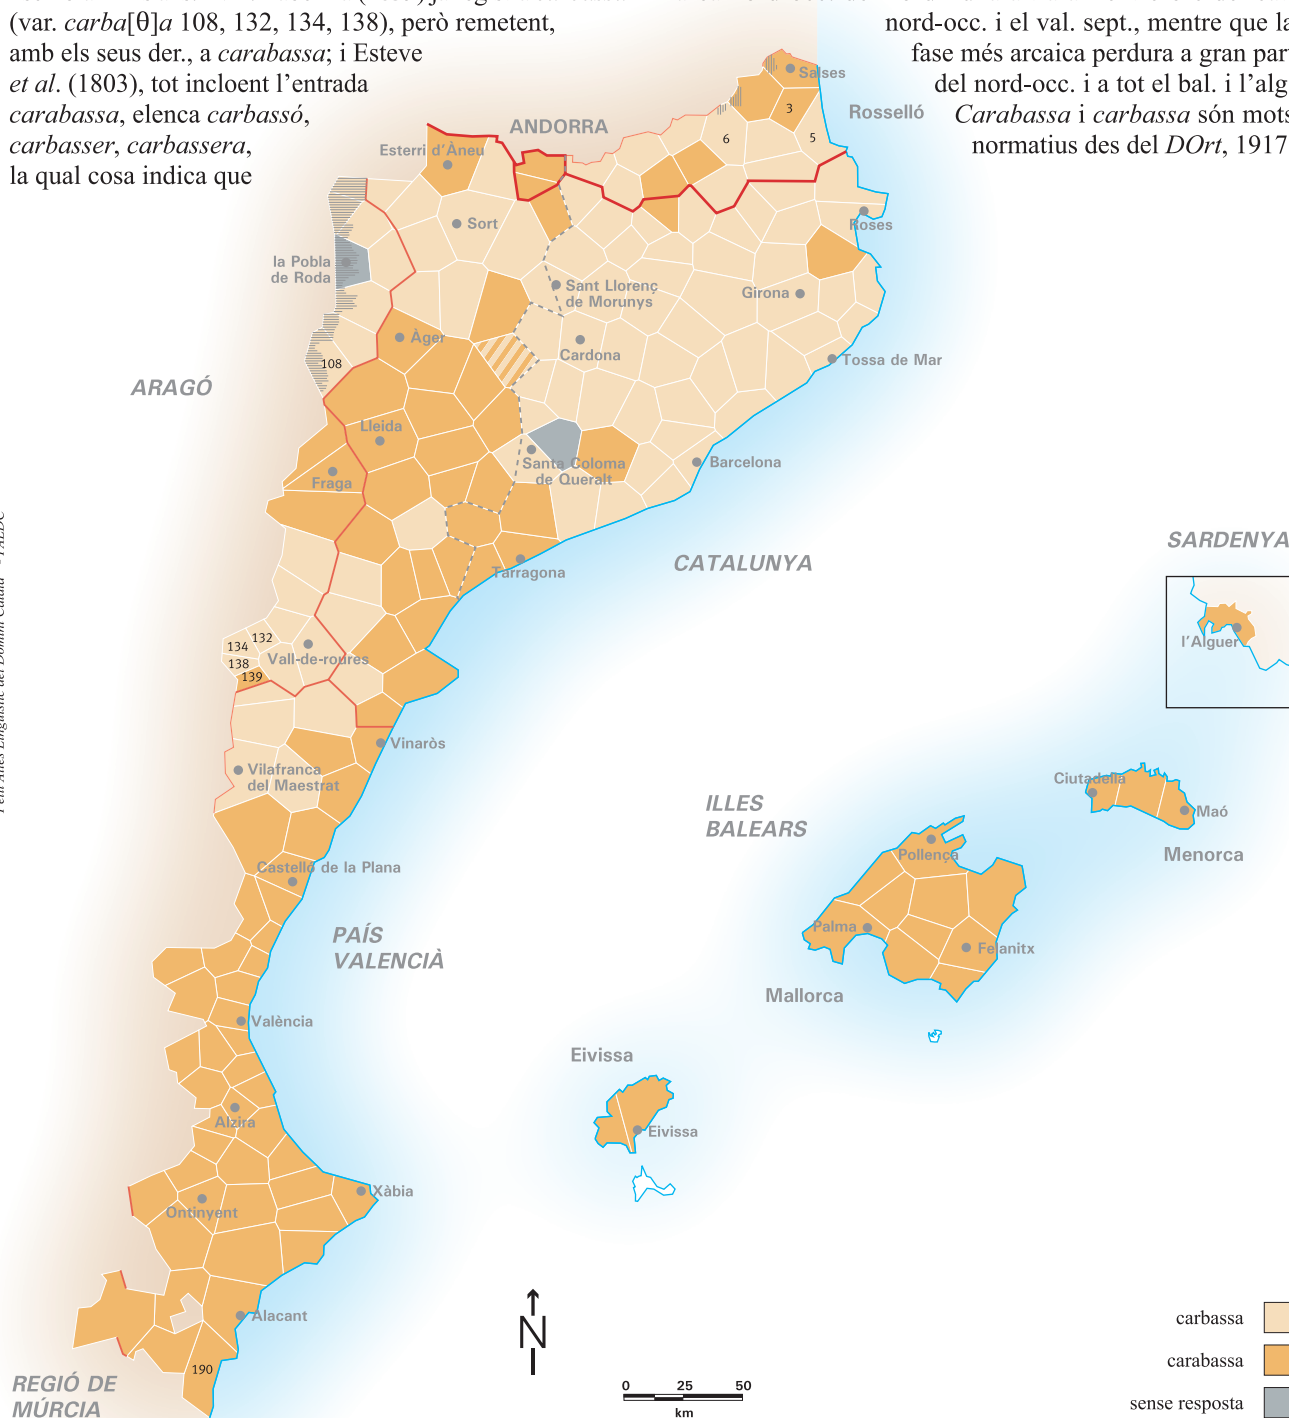 (var. carba[θ]a 108, 132, 134, 138), però remetent,
amb els seus der., a carabassa; i Esteve
et al. (1803), tot incloent l’entrada
carabassa, elenca carbassó,
carbasser, carbassera,
la qual cosa indica que
nord-occ. i el val. sept., mentre que la
fase més arcaica perdura a gran part
del nord-occ. i a tot el bal. i l’alg.
Carabassa i carbassa són mots
normatius des del DOrt, 1917
Salses
3
Rosselló
6
5
ANDORRA
Esterri d’Àneu
Sort
Roses
la Pobla
de Roda
Sant Llorenç
de Morunys
Girona
Àger
Cardona
108
Tossa de Mar
ARAGÓ
Lleida
Santa Coloma
de Queralt
Barcelona
Fraga
CATALUNYA
SARDENYA
Tarragona
132
134
138
139
Vall-de-roures
l’Alguer
Vinaròs
Vilafranca
del Maestrat
Ciutadella
Maó
Menorca
ILLES
BALEARS
Pollença
Castelló de la Plana
PAÍS
VALENCIÀ
Palma
Felanitx
Mallorca
València
Eivissa
Alzira
Eivissa
Xàbia
Ontinyent
Alacant
190
REGIÓ DE
MÚRCIA
N
0 25 50
km
carbassa
carabassa
sense resposta